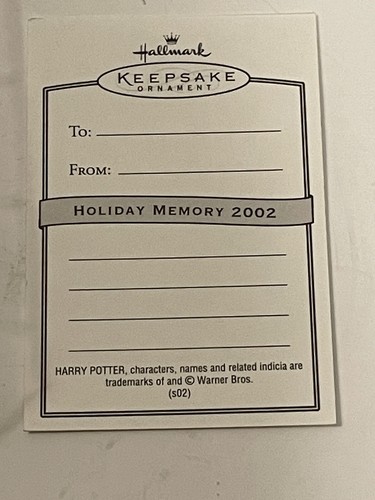 Hallmark
KEEPSAKE
ORNAMENT
TO:
FROM:
HOLIDAY MEMORY 2002
HARRY POTTER, characters, names and related indicia are
trademarks of and © Warner Bros.
(s02)